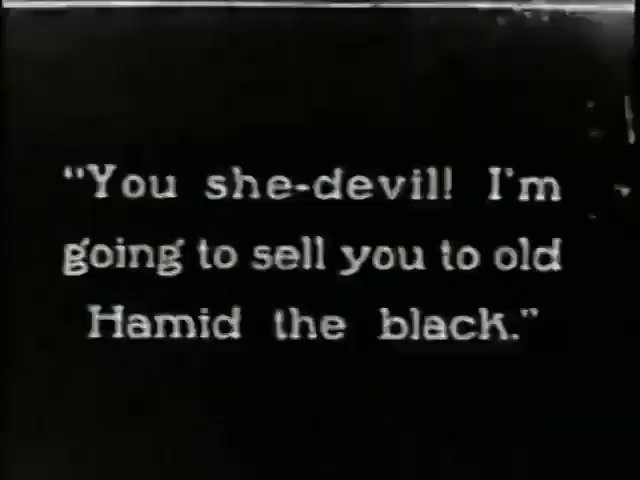 "You she-devil! I'm
going to sell you to old
Hamid the black."